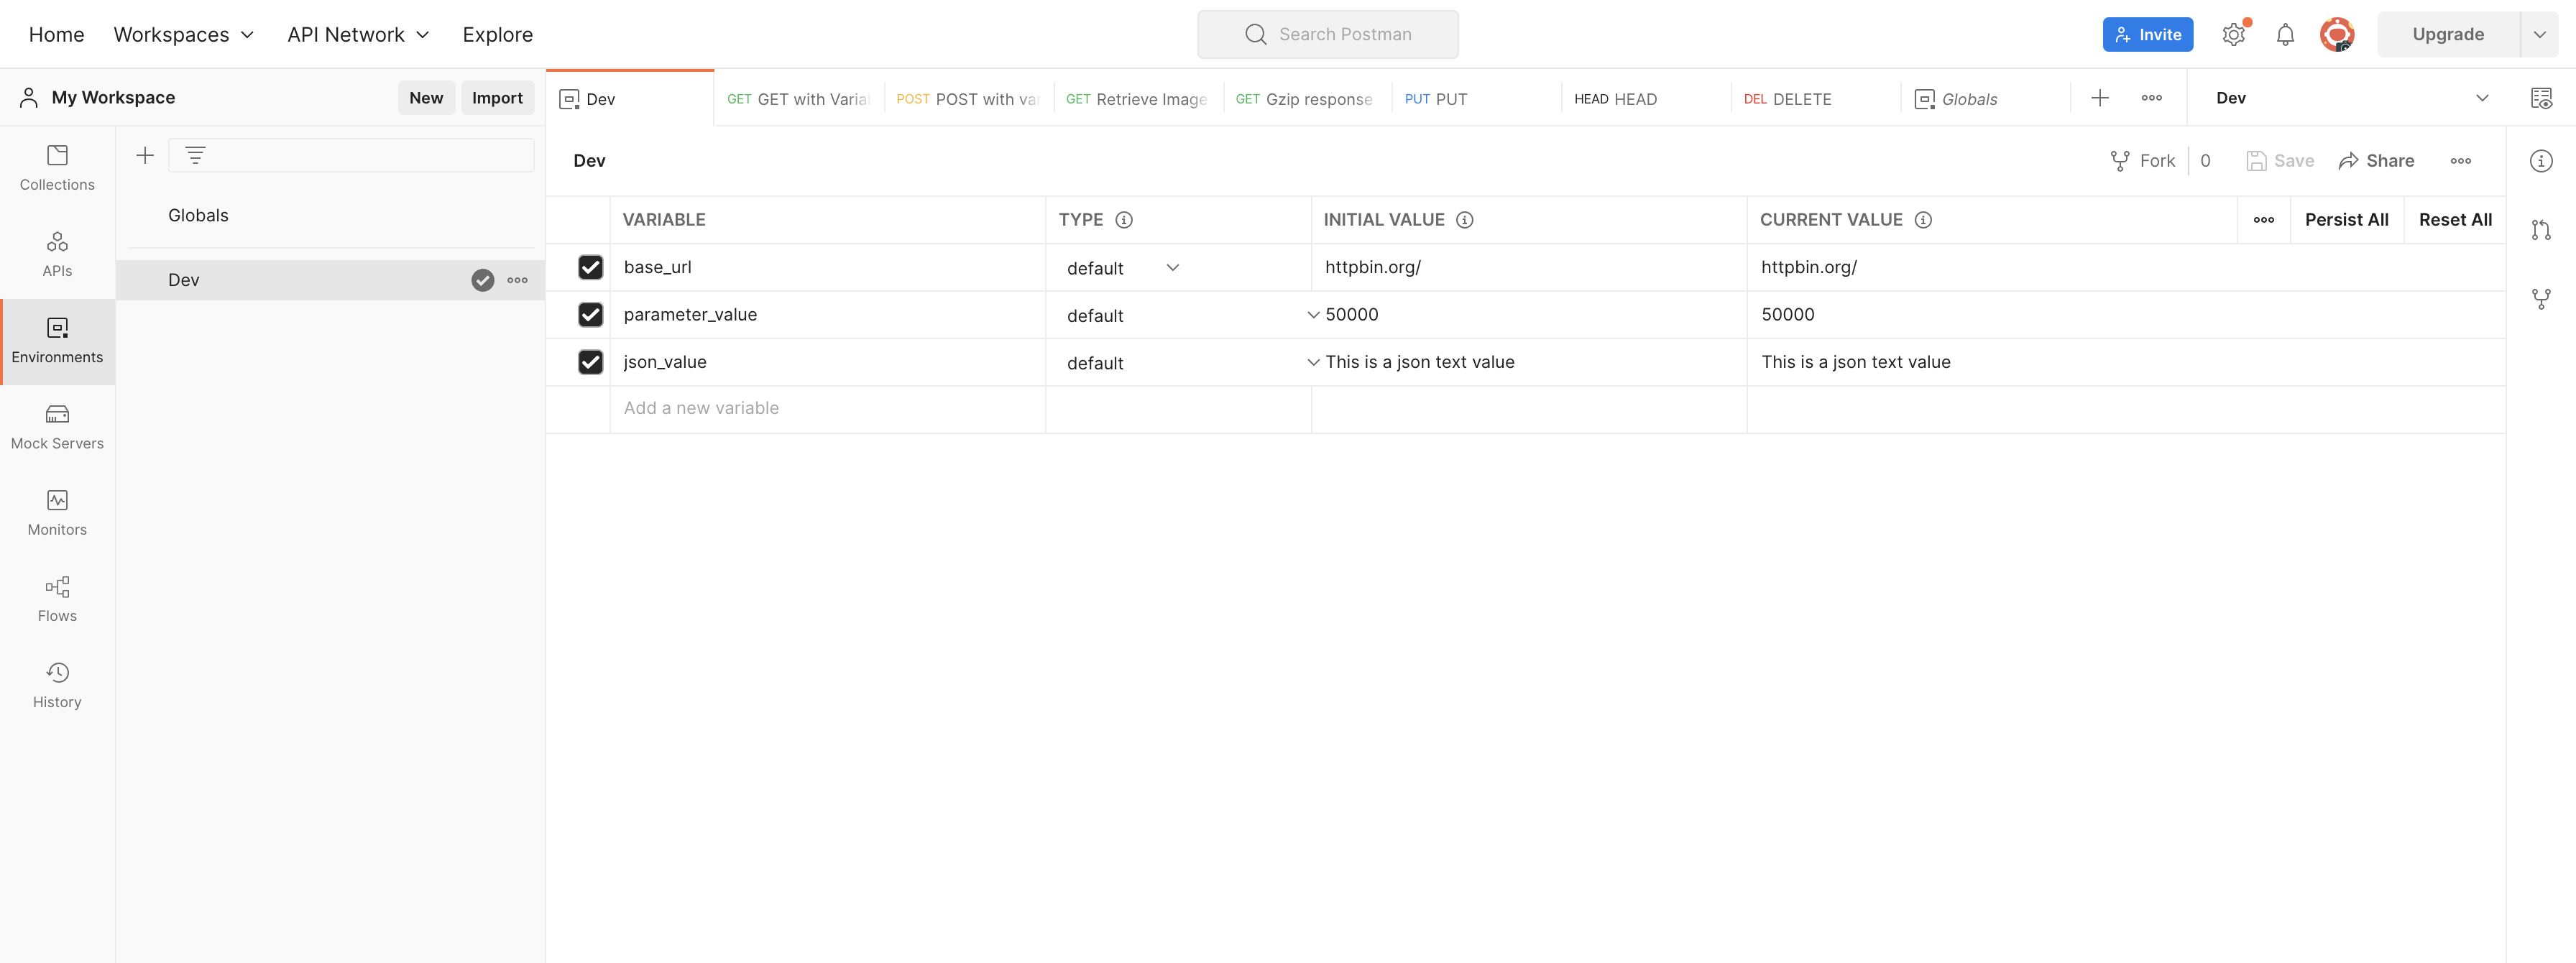 Home Workspaces API Network Explore Search Postman Invite Upgrade
My Workspace New Import
Dev GET GET with Varia POST POST with va GET Retrieve Image GET Gzip response PUT PUT HEAD HEAD DEL DELETE Globals Dev
Collections
APIs
Environments
Mock Servers
Monitors
Flows
History
Globals
Dev
Dev Fork 0 Save Share
VARIABLE TYPE INITIAL VALUE CURRENT VALUE Persist All Reset All
base_url default httpbin.org/ httpbin.org/
parameter_value default 50000 50000
json_value default This is a json text value This is a json text value
Add a new variable